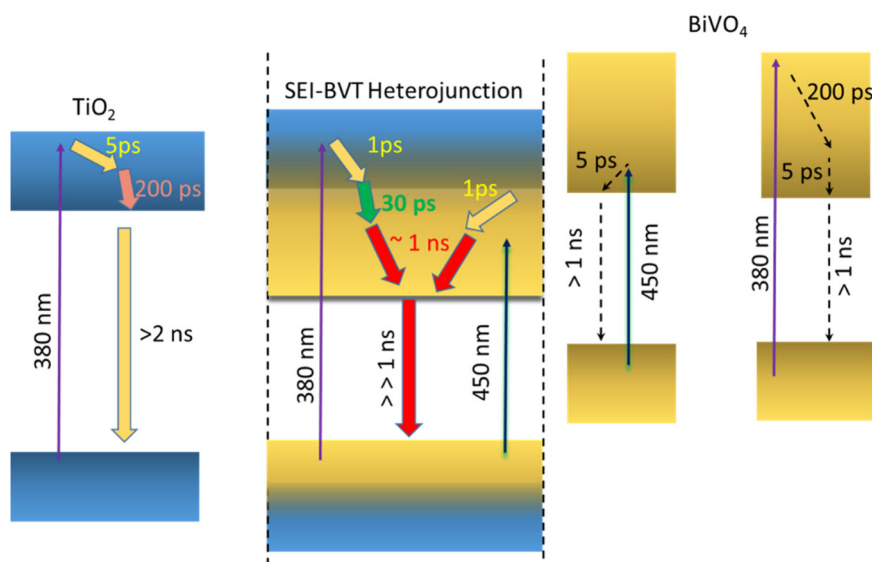 BiVO₄
TiO₂
SEI-BVT Heterojunction
5ps
200 ps
>2 ns
380 nm
1ps
30 ps
1ps
~ 1 ns
> > 1 ns
380 nm
450 nm
5 ps
> 1 ns
450 nm
200 ps
5 ps
380 nm
> 1 ns